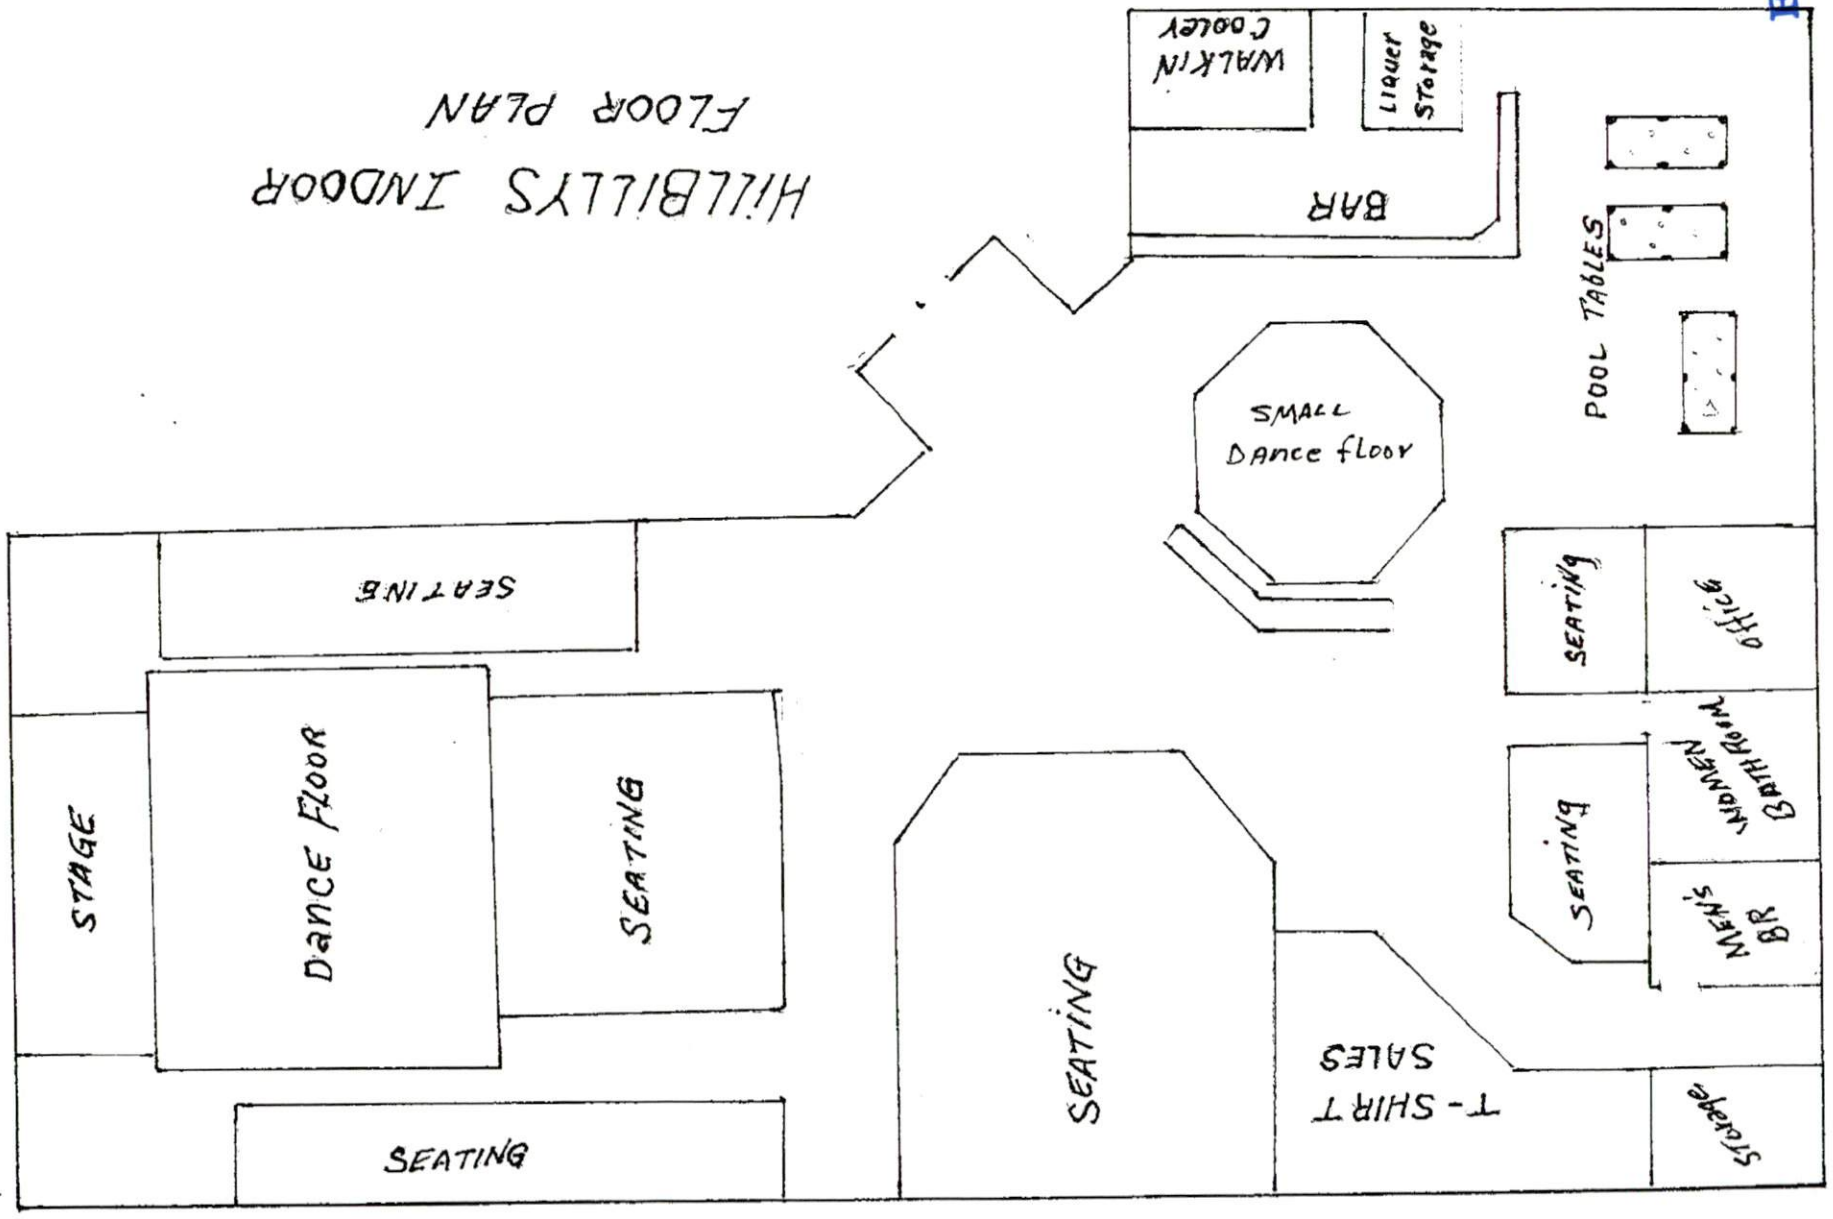 HILLBILLYS INDOOR
FLOOR PLAN
WALKIN
COOLEY
LIQUER
STORAGE
BAR
POOL TABLES
SMALL
DANCE floor
SEATING
SEATING
OFFICE
STAGE
DANCE FLOOR
SEATING
WOMEN
BATHROOM
SEATING
MEN'S
BR
SEATING
T-SHIRT
SALES
Storage
SEATING